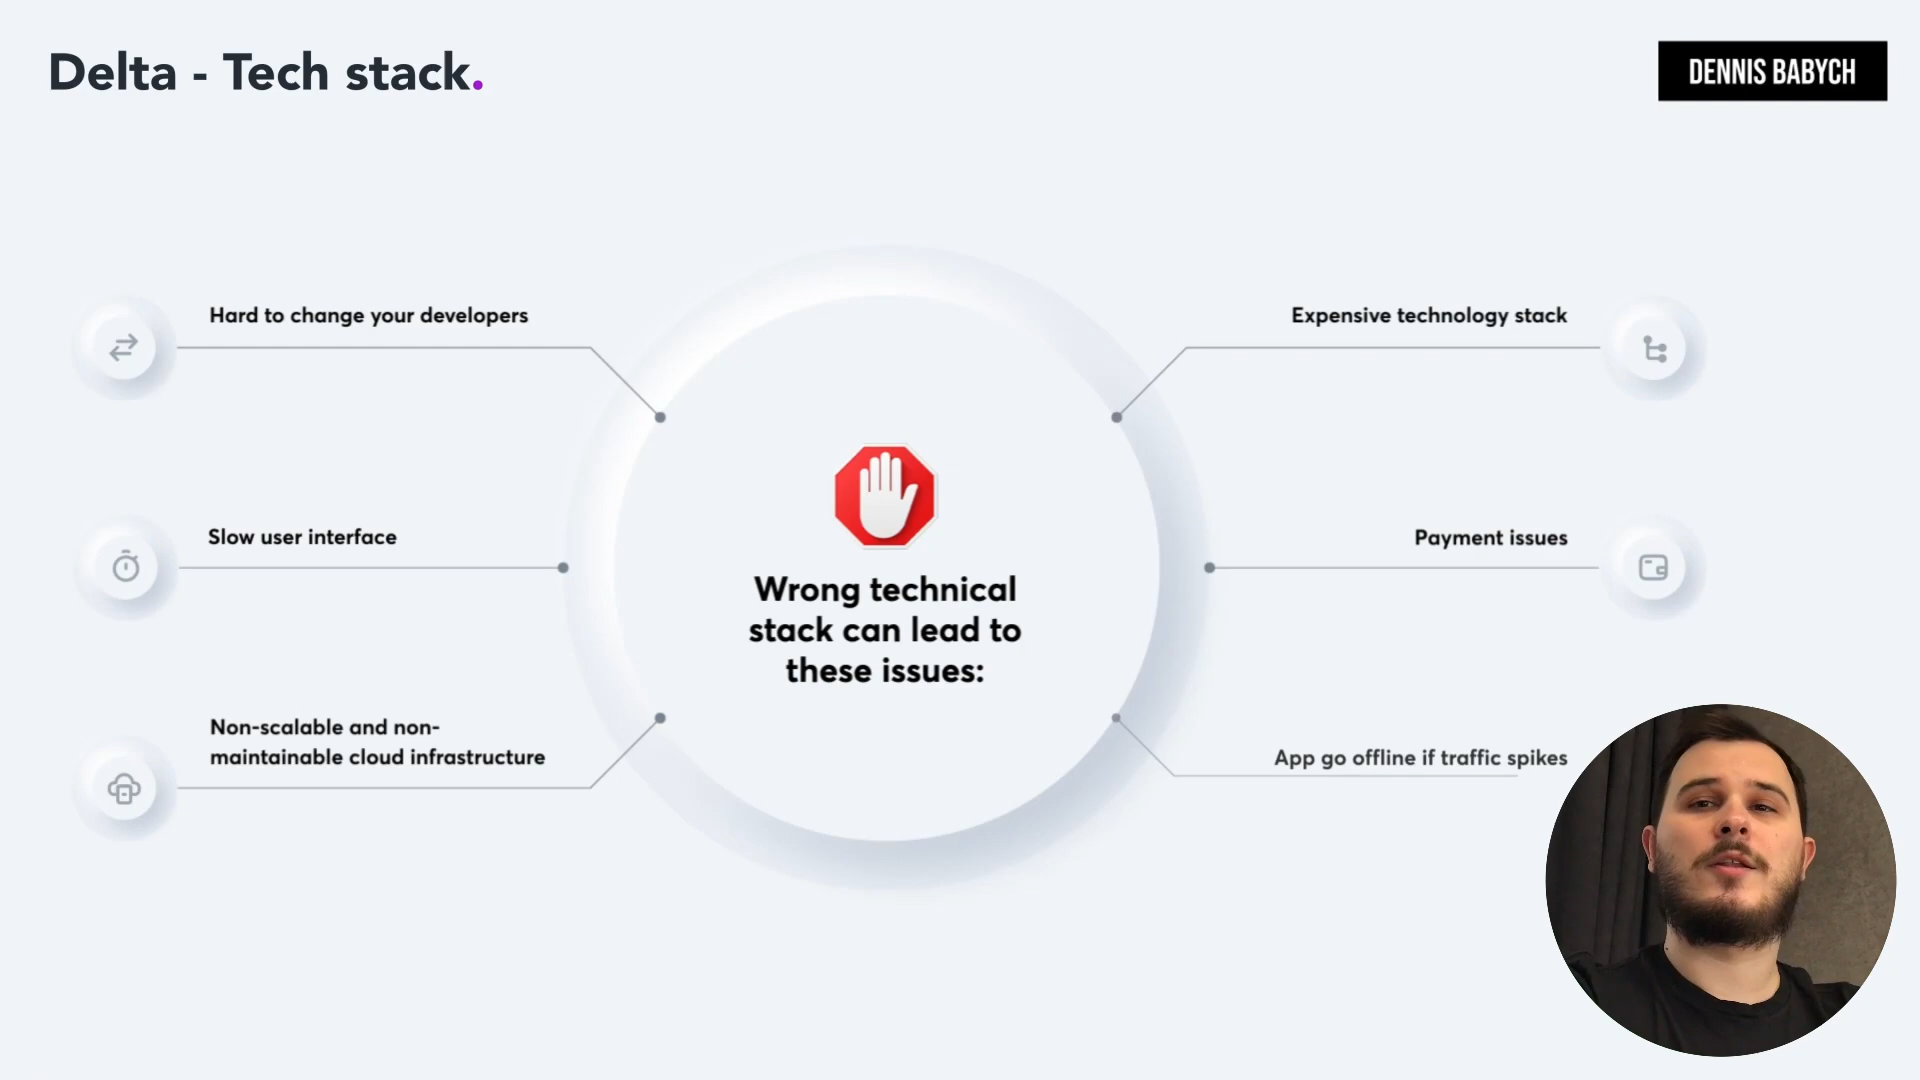 Delta - Tech stack.
DENNIS BABYCH
Hard to change your developers
Expensive technology stack
Slow user interface
Payment issues
Wrong technical
stack can lead to
these issues:
Non-scalable and non-
maintainable cloud infrastructure
App go offline if traffic spikes